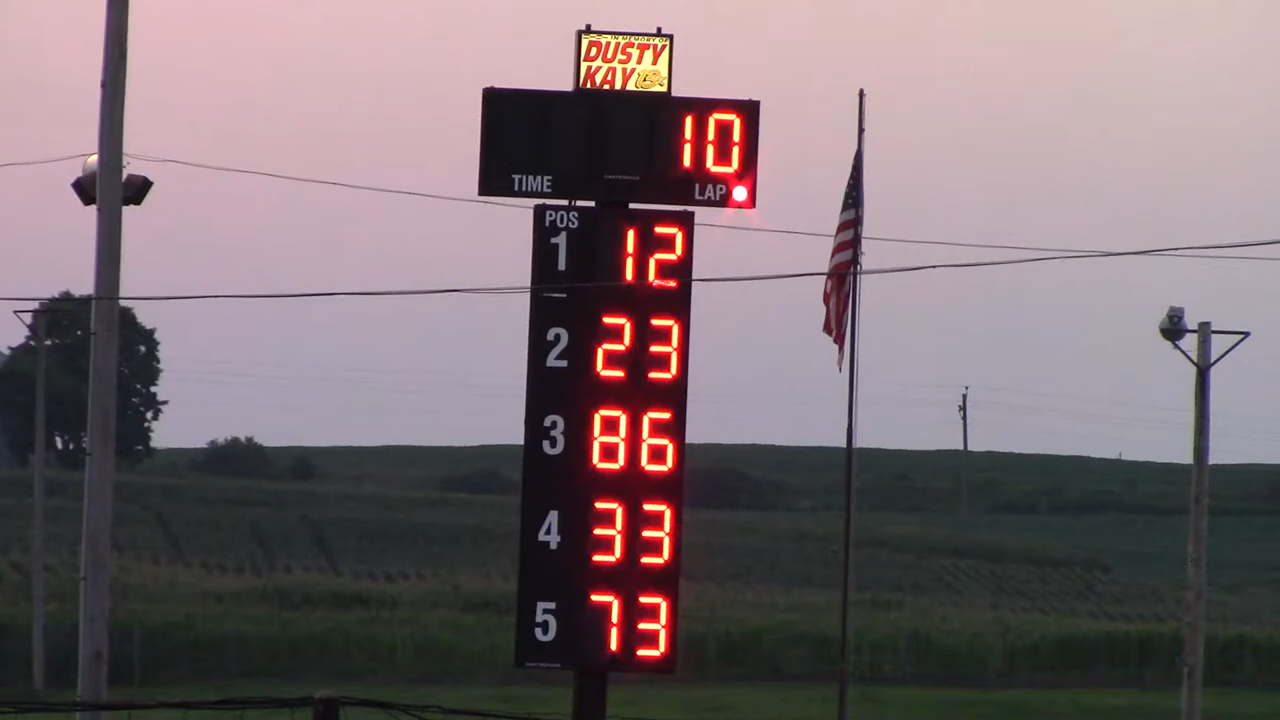 IN MEMORY OF
DUSTY
KAY
10
TIME LAP
POS
1 12
2 23
3 86
4 33
5 73